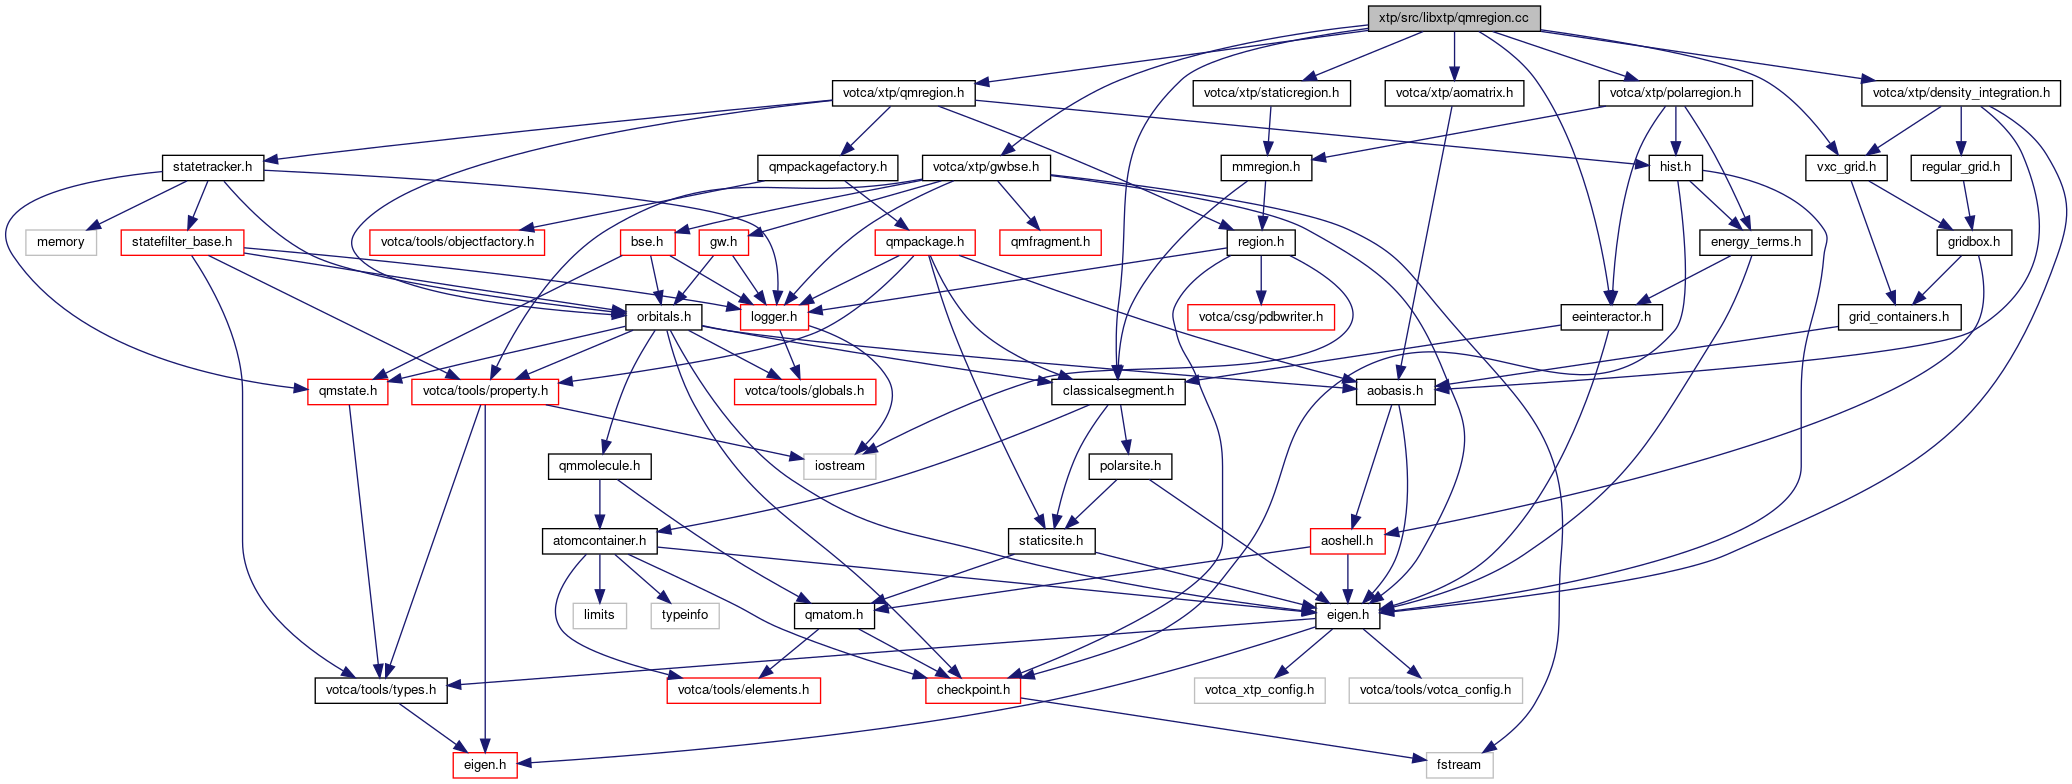 xtp/src/libxtp/qmregion.cc
votca/xtp/qmregion.h
votca/xtp/staticregion.h
votca/xtp/aomatrix.h
votca/xtp/polarregion.h
votca/xtp/density_integration.h
statetracker.h
qmpackagefactory.h
votca/xtp/gwbse.h
mmregion.h
hist.h
vxc_grid.h
regular_grid.h
memory
statefilter_base.h
votca/tools/objectfactory.h
bse.h
gw.h
qmpackage.h
qmfragment.h
region.h
energy_terms.h
gridbox.h
orbitals.h
logger.h
votca/csg/pdbwriter.h
eeinteractor.h
grid_containers.h
qmstate.h
votca/tools/property.h
votca/tools/globals.h
classicalsegment.h
aobasis.h
qmmolecule.h
iostream
polarsite.h
atomcontainer.h
staticsite.h
aoshell.h
limits
typeinfo
qmatom.h
eigen.h
votca/tools/types.h
votca/tools/elements.h
checkpoint.h
votca_xtp_config.h
votca/tools/votca_config.h
eigen.h
fstream